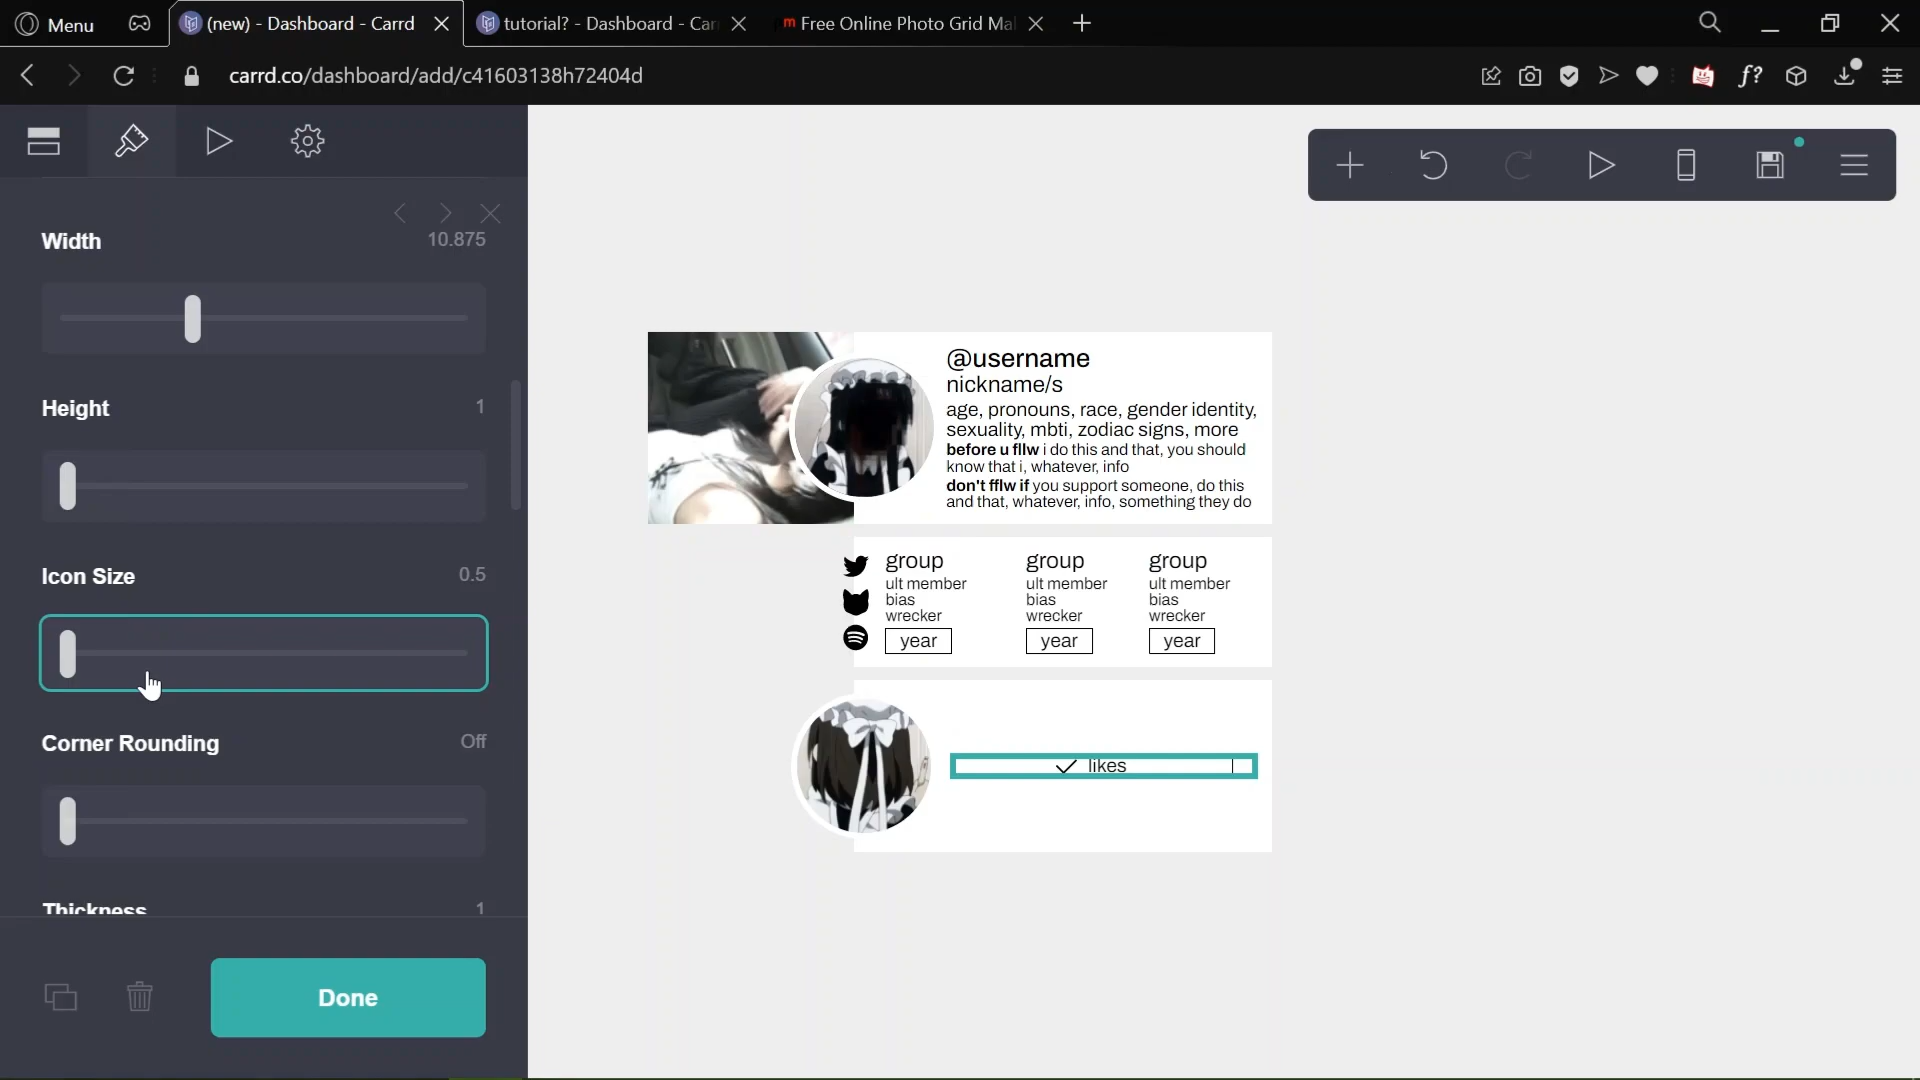 Menu
(new) - Dashboard - Carrd
tutorial? - Dashboard - Car
Free Online Photo Grid Ma
carrd.co/dashboard/add/c41603138h72404d
f?
Width 10.875
Height 1
Icon Size 0.5
Corner Rounding Off
Thickness 1
Done
@username
nickname/s
age, pronouns, race, gender identity,
sexuality, mbti, zodiac signs, more
before u fllw i do this and that, you should
know that i, whatever, info
don't fflw if you support someone, do this
and that, whatever, info, something they do
group group group
ult member ult member ult member
bias bias bias
wrecker wrecker wrecker
year year year
likes